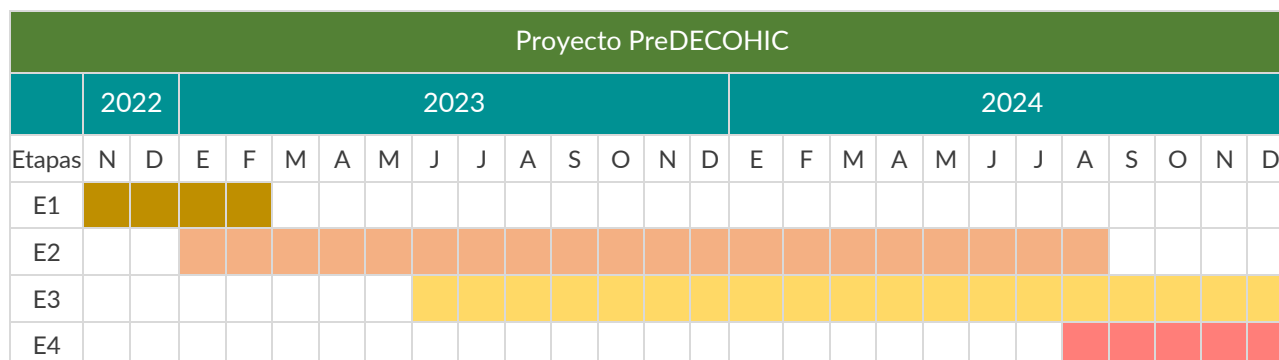 Proyecto PreDECOHIC
2022 2023 2024
Etapas N D E F M A M J J A S O N D E F M A M J J A S O N D
E1
E2
E3
E4